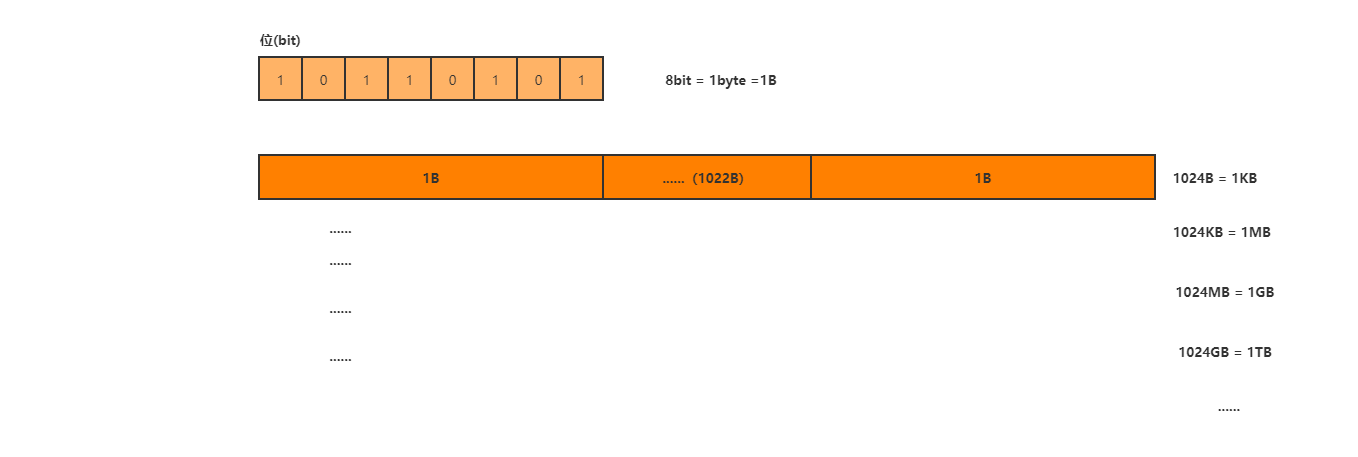 位(bit)
1 0 1 1 0 1 0 1
8bit = 1byte =1B
1B ...... (1022B) 1B
1024B = 1KB
......
1024KB = 1MB
......
1024MB = 1GB
......
1024GB = 1TB
......
......